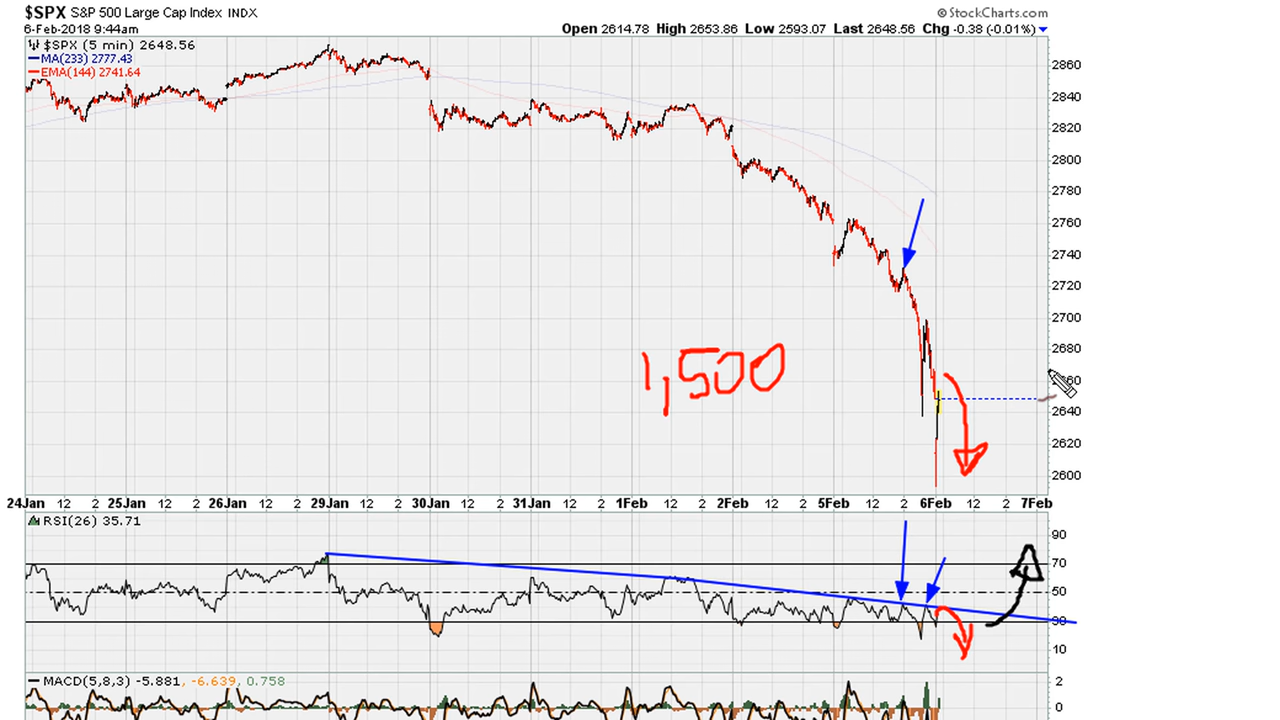 $SPX S&P 500 Large Cap Index INDX
© StockCharts.com
6-Feb-2018 9:44am
Open 2614.78 High 2653.86 Low 2593.07 Last 2648.56 Chg -0.38 (-0.01%)
$SPX (5 min) 2648.56
MA(233) 2777.43
EMA(144) 2741.64
2860
2840
2820
2800
2780
2760
2740
2720
2700
2680
1,500
2660
2640
2620
2600
24Jan 12 2 25Jan 12 2 26Jan 12 2 29Jan 12 2 30Jan 12 2 31Jan 12 2 1Feb 12 2 2Feb 12 2 5Feb 12 2 6Feb 12 2 7Feb
RSI(26) 35.71
90
70
50
30
10
MACD(5,8,3) -5.881, -6.639, 0.758
2
0